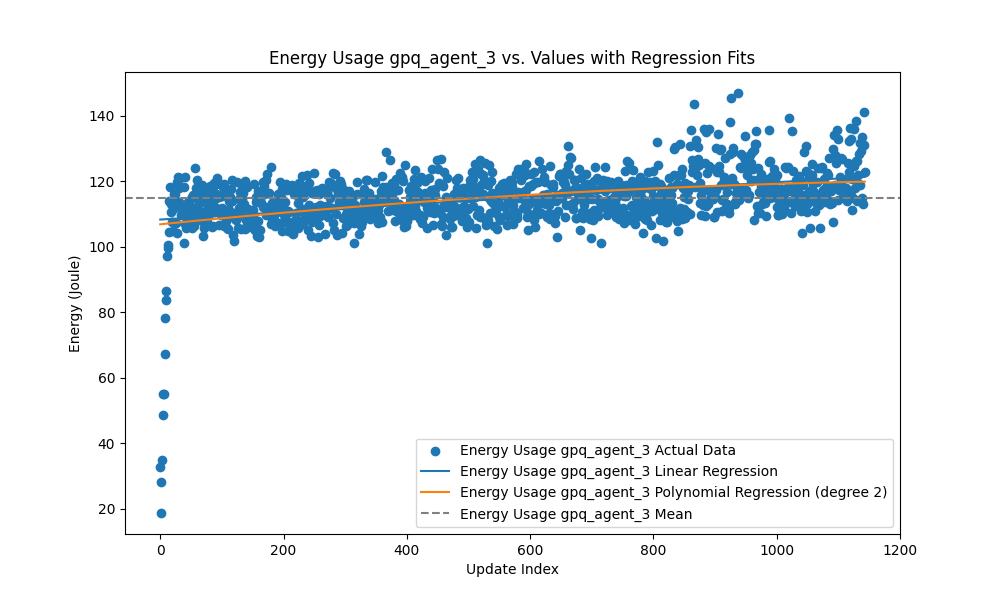 Energy Usage gpq_agent_3 vs. Values with Regression Fits
Energy (Joule)
140
120
100
80
60
40
20
Energy Usage gpq_agent_3 Actual Data
Energy Usage gpq_agent_3 Linear Regression
Energy Usage gpq_agent_3 Polynomial Regression (degree 2)
Energy Usage gpq_agent_3 Mean
0 200 400 600 800 1000 1200
Update Index